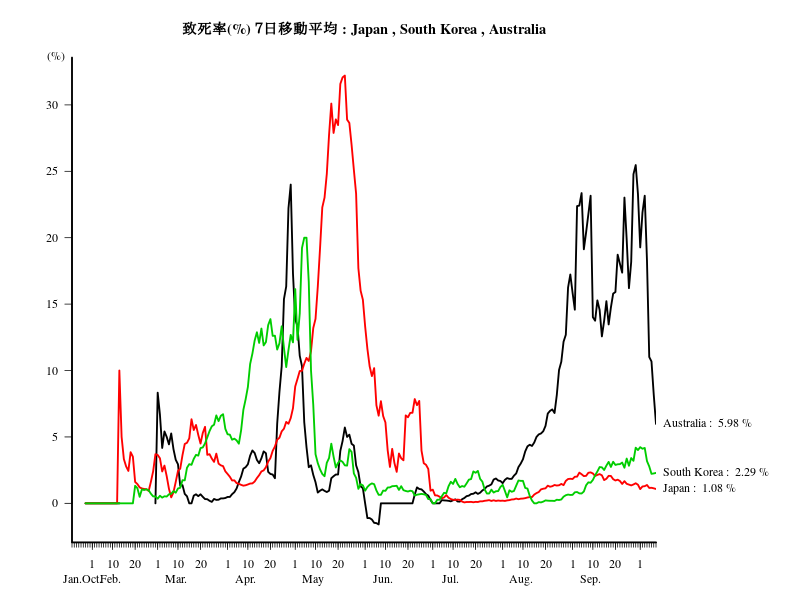 致死率(%) 7日移動平均 : Japan , South Korea , Australia
(%)
30
25
20
15
10
5
0
Australia : 5.98 %
South Korea : 2.29 %
Japan : 1.08 %
1 10 20 1 10 20 1 10 20 1 10 20 1 10 20 1 10 20 1 10 20 1 10 20 1
Jan.Oct.Feb. Mar. Apr. May Jun. Jul. Aug. Sep.